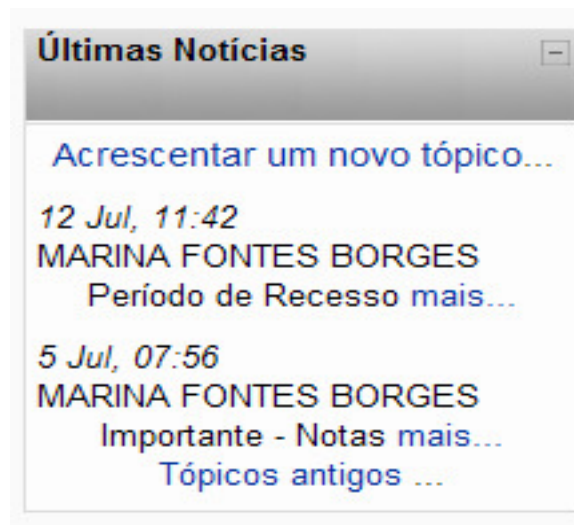 Últimas Notícias
Acrescentar um novo tópico...
12 Jul, 11:42
MARINA FONTES BORGES
Período de Recesso mais...
5 Jul, 07:56
MARINA FONTES BORGES
Importante - Notas mais...
Tópicos antigos ...